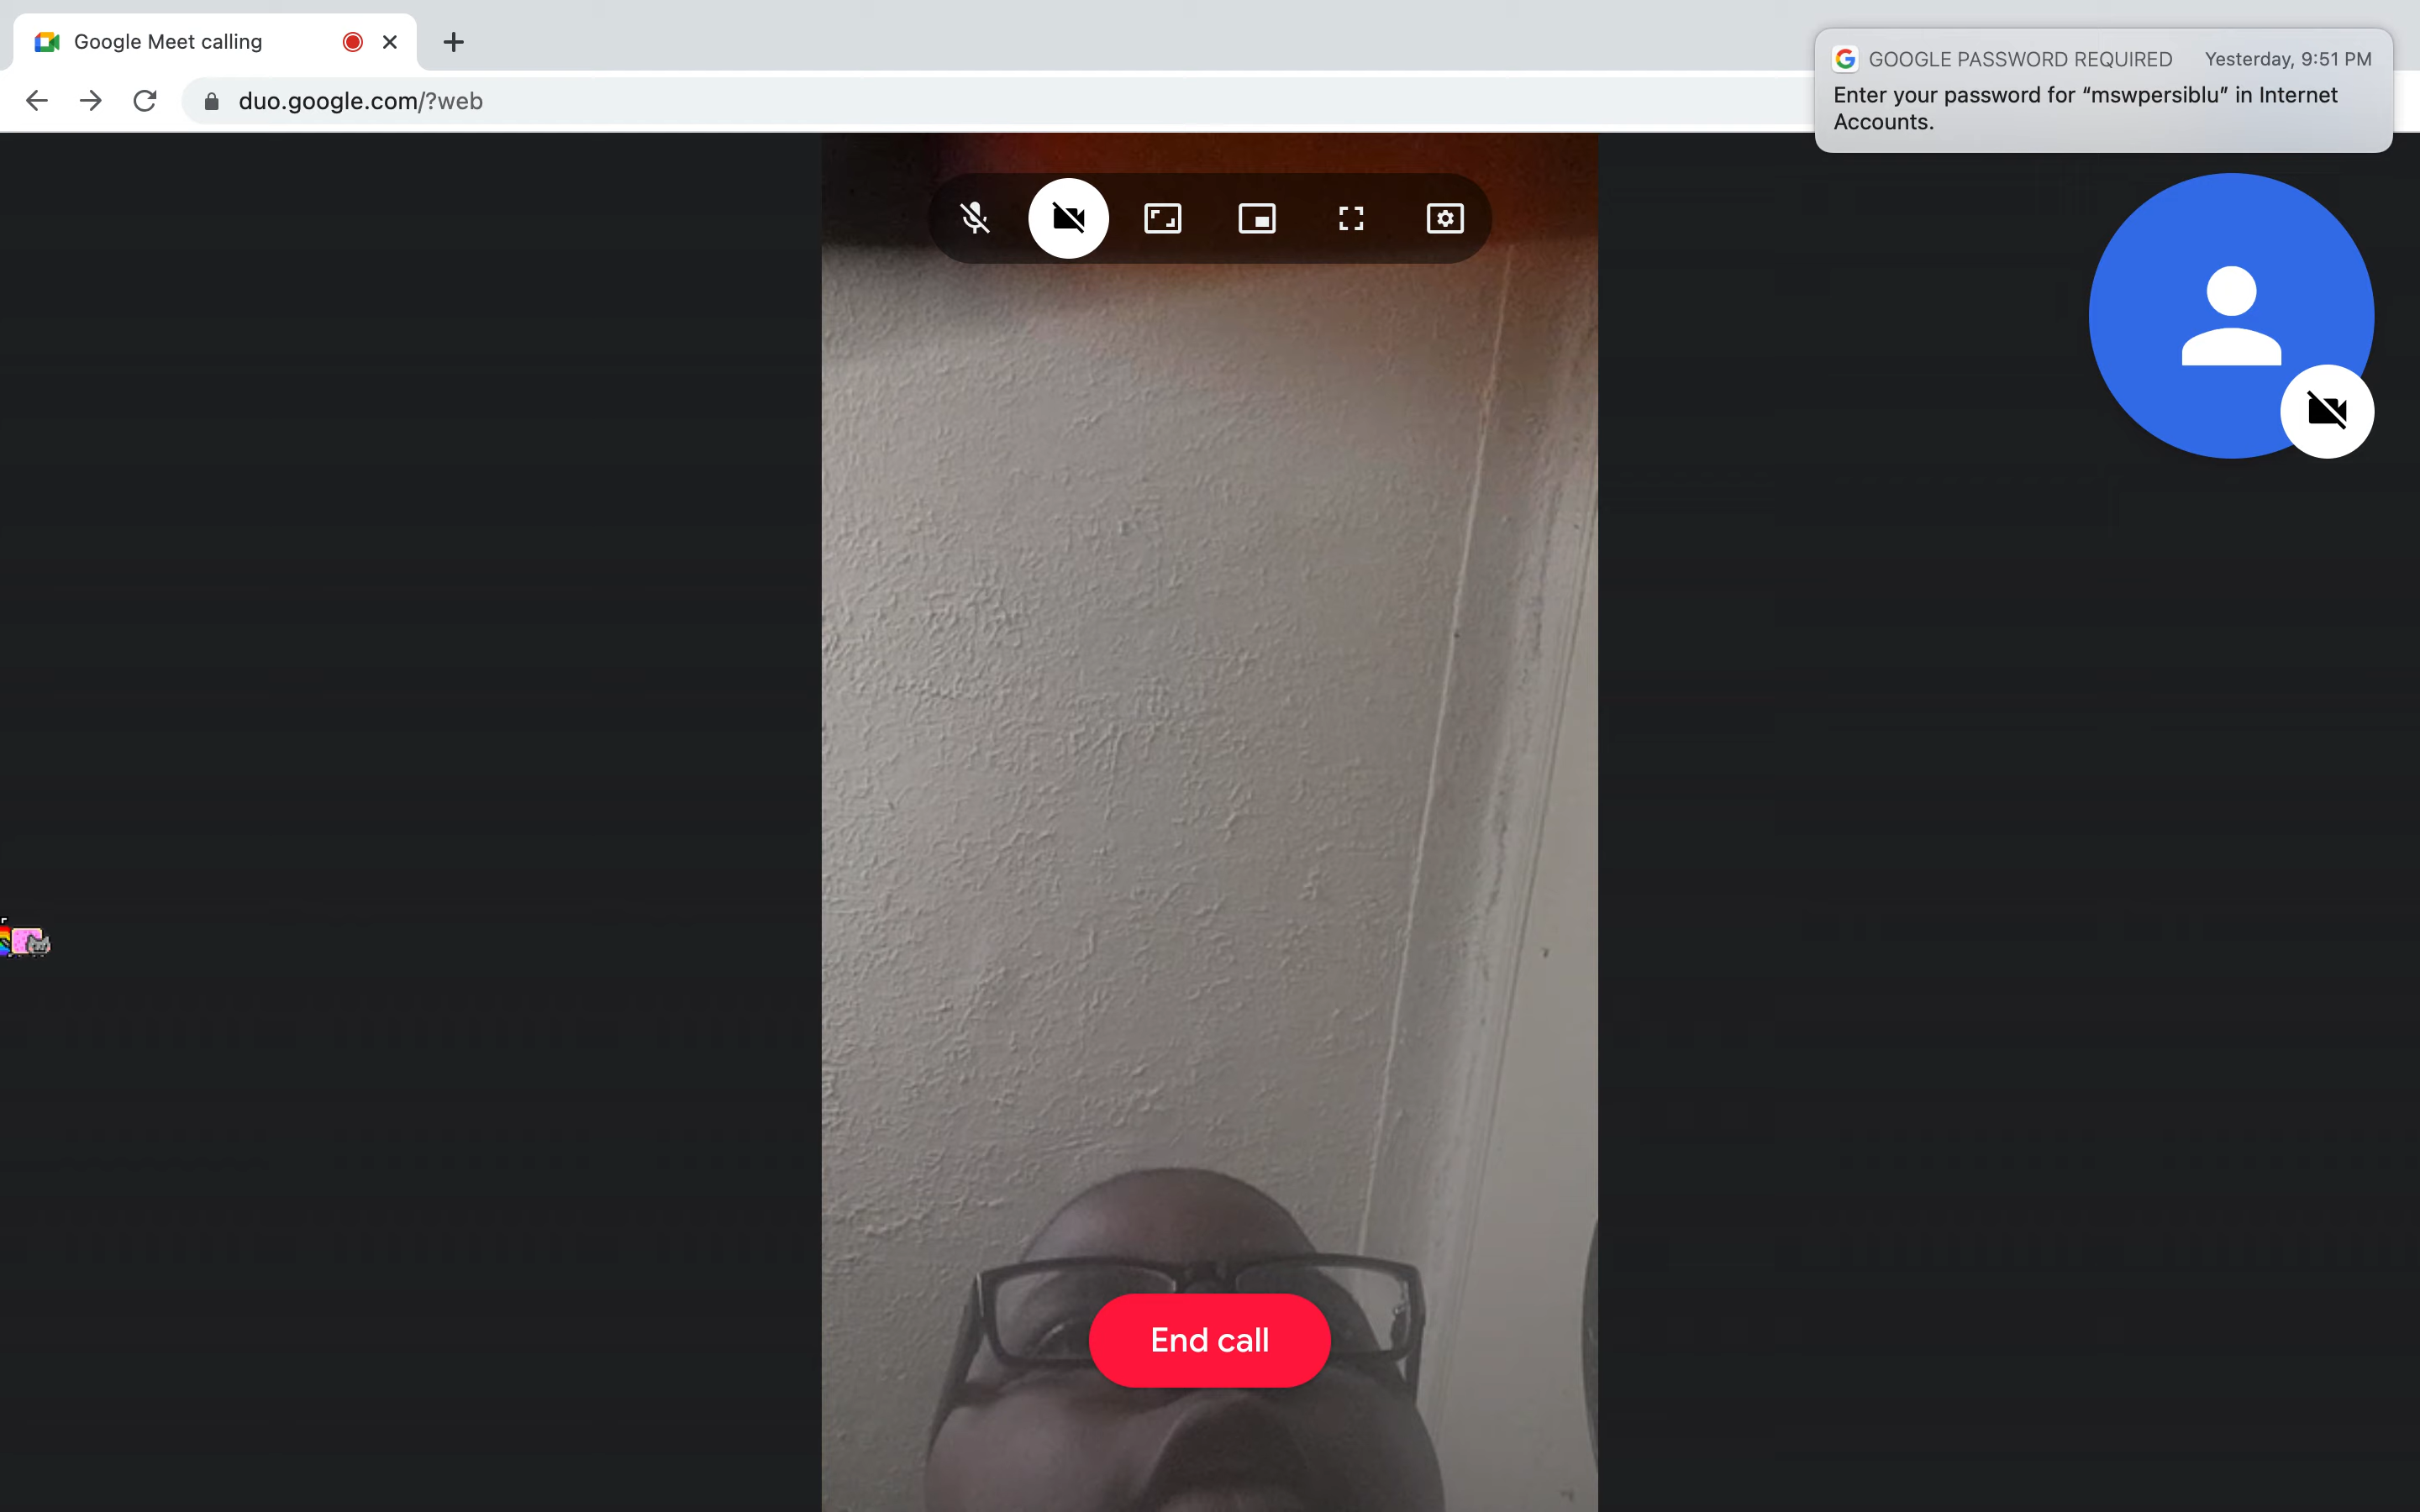 Google Meet calling
GOOGLE PASSWORD REQUIRED Yesterday, 9:51 PM
Enter your password for “mswpersiblu” in Internet
Accounts.
duo.google.com/?web
End call